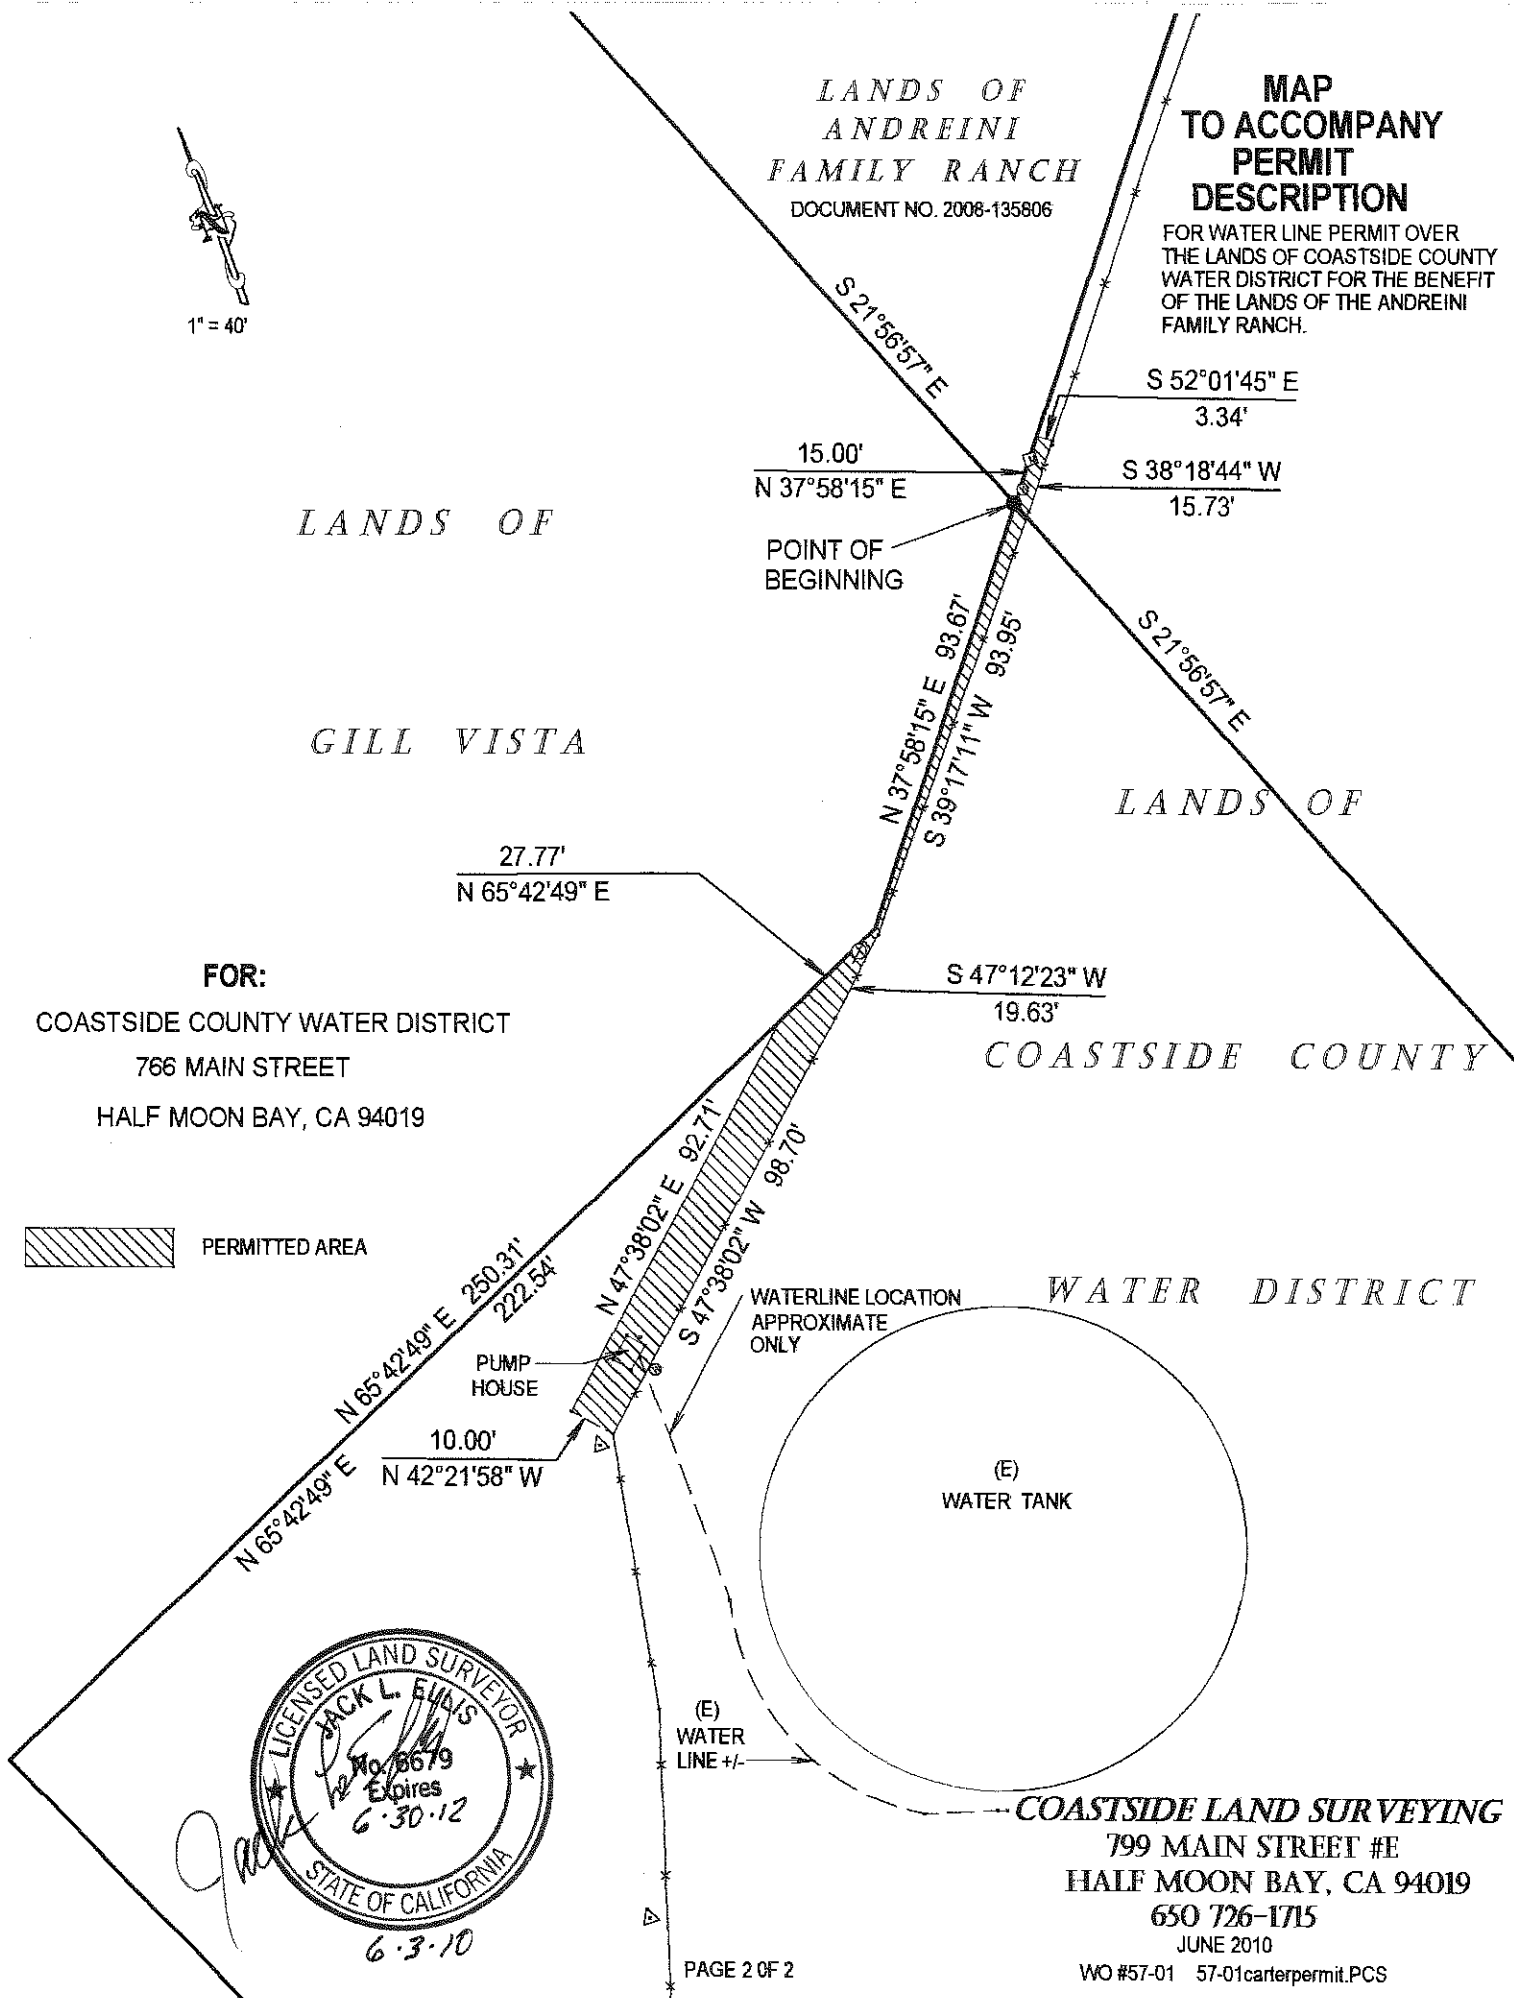 LANDS OF
ANDREINI
FAMILY RANCH
DOCUMENT NO. 2008-135806
MAP
TO ACCOMPANY
PERMIT
DESCRIPTION
FOR WATER LINE PERMIT OVER
THE LANDS OF COASTSIDE COUNTY
WATER DISTRICT FOR THE BENEFIT
OF THE LANDS OF THE ANDREINI
FAMILY RANCH.
1" = 40'
S 21°56'57" E
S 52°01'45" E
3.34'
15.00'
N 37°58'15" E
S 38°18'44" W
15.73'
LANDS OF
POINT OF
BEGINNING
N 37°58'15" E 93.67'
S 39°17'11" W 93.95'
S 21°56'57" E
GILL VISTA
LANDS OF
27.77'
N 65°42'49" E
FOR:
COASTSIDE COUNTY WATER DISTRICT
766 MAIN STREET
HALF MOON BAY, CA 94019
S 47°12'23" W
19.63'
COASTSIDE COUNTY
N 47°38'02" E 92.71'
S 47°38'02" W 98.70'
PERMITTED AREA
N 65°42'49" E 250.31'
222.54'
N 65°42'49" E
WATERLINE LOCATION
APPROXIMATE
ONLY
WATER DISTRICT
PUMP
HOUSE
10.00'
N 42°21'58" W
(E)
WATER TANK
LICENSED LAND SURVEYOR
JACK L. ELLIS
Expires
6·30·12
STATE OF CALIFORNIA
Jack
6·3·10
(E)
WATER
LINE +/-
COASTSIDE LAND SURVEYING
799 MAIN STREET #E
HALF MOON BAY, CA 94019
650 726-1715
JUNE 2010
WO #57-01 57-01carterpermit.PCS
PAGE 2 OF 2